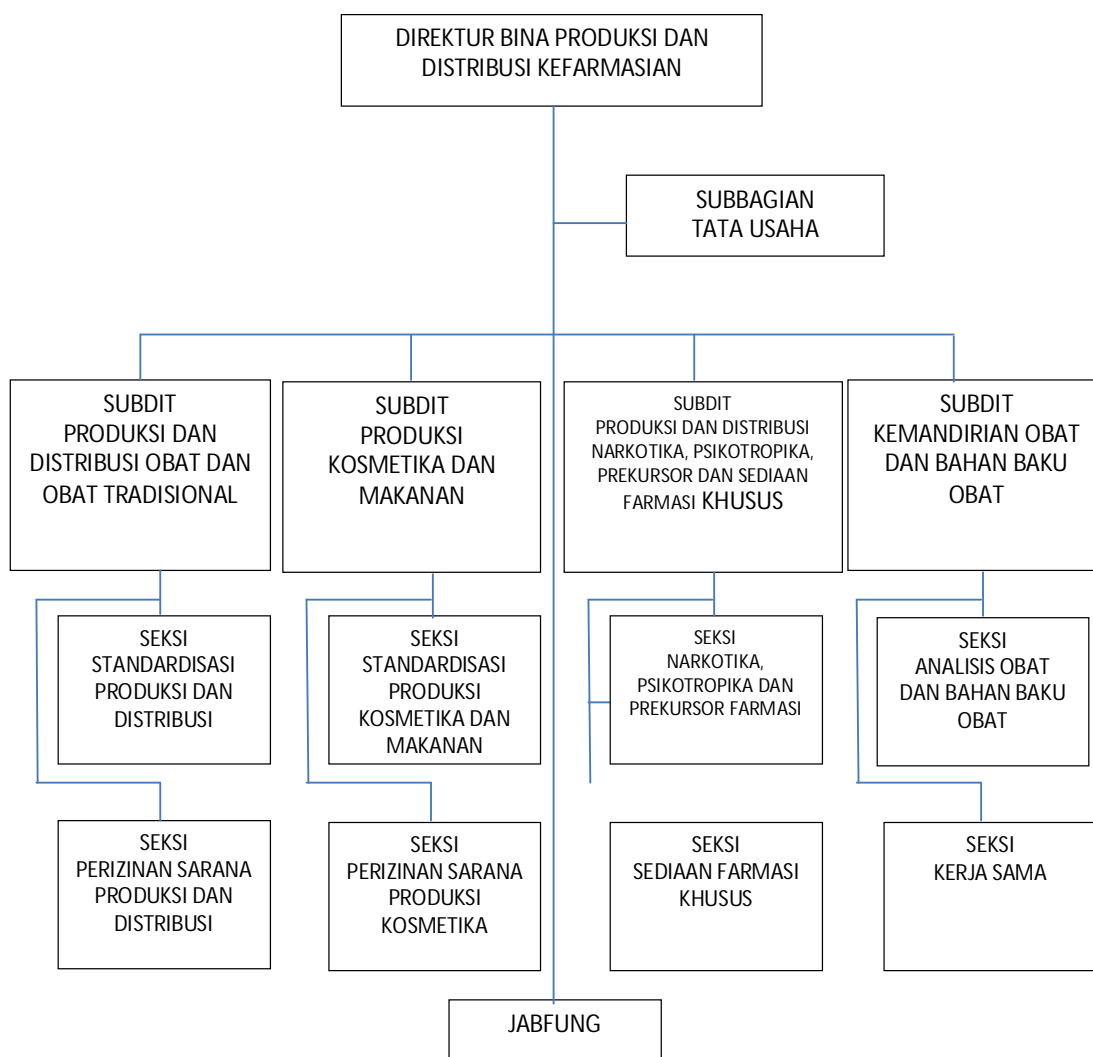 DIREKTUR BINA PRODUKSI DAN
DISTRIBUSI KEFARMASIAN
SUBBAGIAN
TATA USAHA
SUBDIT
PRODUKSI DAN
DISTRIBUSI OBAT DAN
OBAT TRADISIONAL
SUBDIT
PRODUKSI
KOSMETIKA DAN
MAKANAN
SUBDIT
PRODUKSI DAN DISTRIBUSI
NARKOTIKA, PSIKOTROPIKA,
PREKURSOR DAN SEDIAAN
FARMASI KHUSUS
SUBDIT
KEMANDIRIAN OBAT
DAN BAHAN BAKU
OBAT
SEKSI
STANDARDISASI
PRODUKSI DAN
DISTRIBUSI
SEKSI
STANDARDISASI
PRODUKSI
KOSMETIKA DAN
MAKANAN
SEKSI
NARKOTIKA,
PSIKOTROPIKA DAN
PREKURSOR FARMASI
SEKSI
ANALISIS OBAT
DAN BAHAN BAKU
OBAT
SEKSI
PERIZINAN SARANA
PRODUKSI DAN
DISTRIBUSI
SEKSI
PERIZINAN SARANA
PRODUKSI
KOSMETIKA
SEKSI
SEDIAAN FARMASI
KHUSUS
SEKSI
KERJA SAMA
JABFUNG